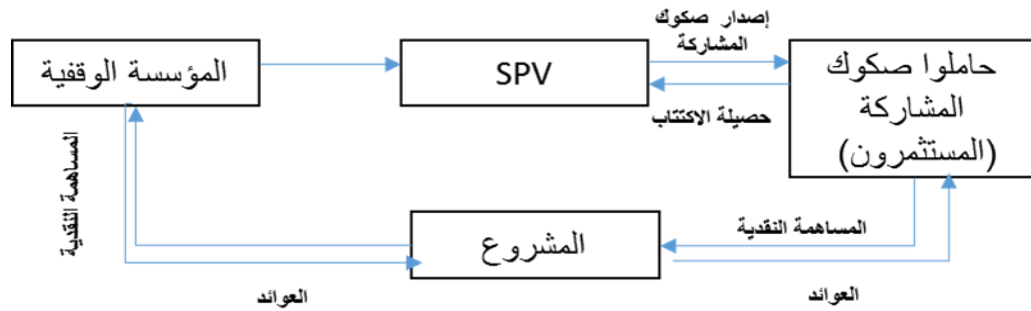 إصدار صكوك
المشاركة
المؤسسة الوقفية
SPV
حاملوا صكوك
المشاركة
(المستثمرون)
حصيلة الاكتتاب
المساهمة النقدية
المشروع
المساهمة النقدية
العوائد
العوائد